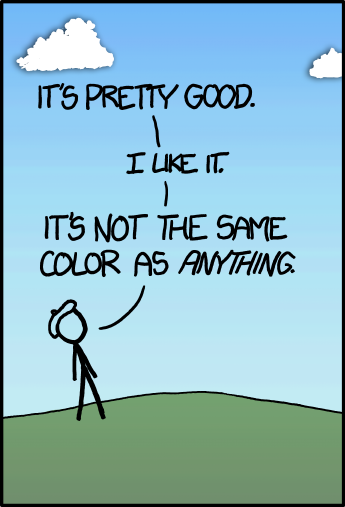 IT'S PRETTY GOOD.
I LIKE IT.
IT'S NOT THE SAME
COLOR AS ANYTHING.